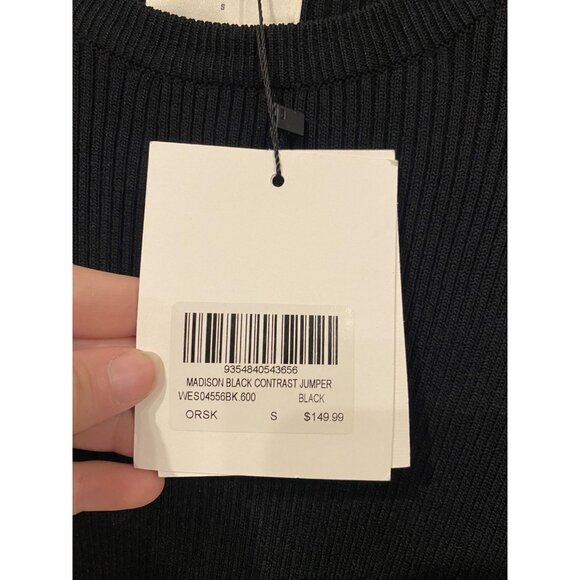 S
9354840543656
MADISON BLACK CONTRAST JUMPER
WES04556BK.600 BLACK
ORSK S $149.99